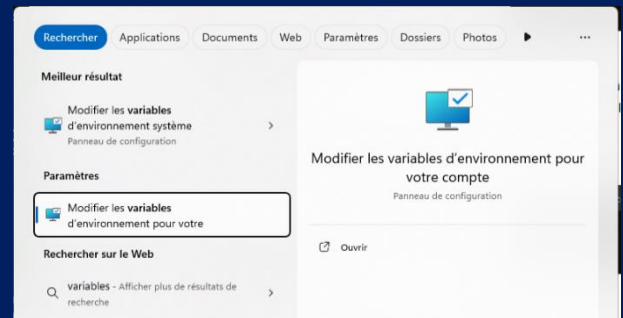 Rechercher Applications Documents Web Paramètres Dossiers Photos ...
Meilleur résultat
Modifier les variables
d'environnement système
Panneau de configuration
Paramètres
Modifier les variables
d'environnement pour votre
Rechercher sur le Web
variables - Afficher plus de résultats de
recherche
Modifier les variables d'environnement pour
votre compte
Panneau de configuration
Ouvrir